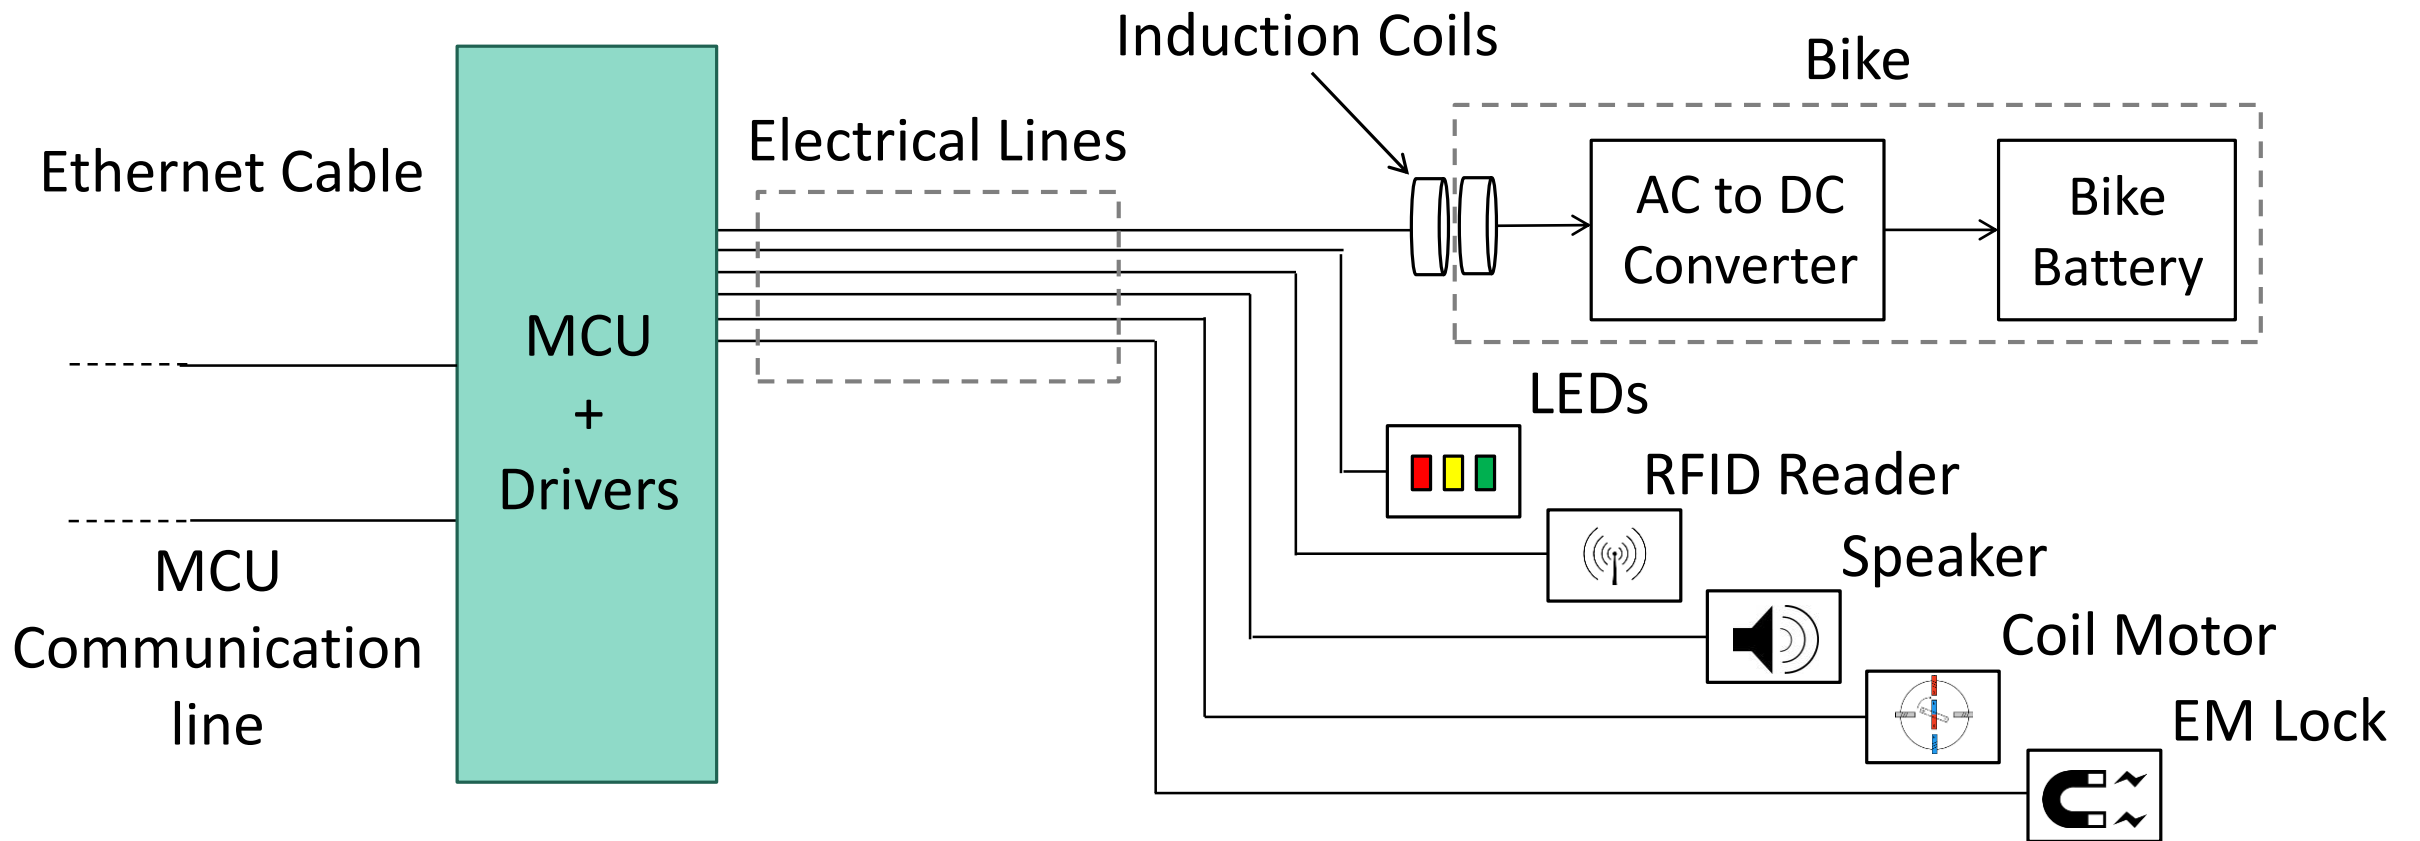 Induction Coils
Bike
Electrical Lines
Ethernet Cable
AC to DC
Converter
Bike
Battery
MCU
+
Drivers
LEDs
RFID Reader
Speaker
MCU
Communication
line
Coil Motor
EM Lock